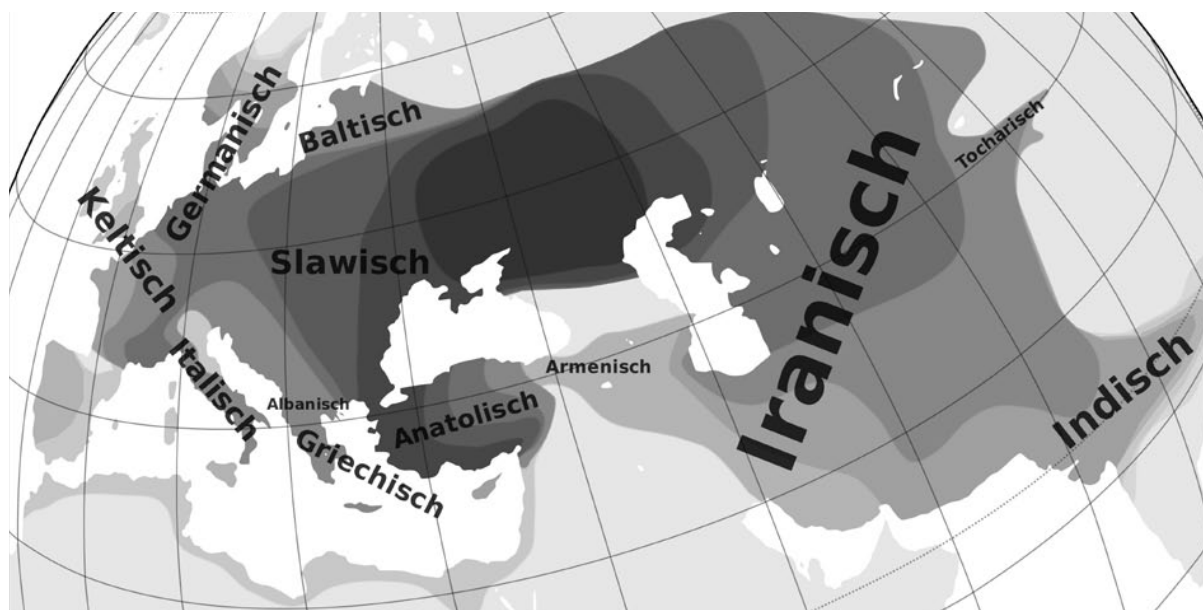 Germanisch
Baltisch
Keltisch
Slawisch
Tocharisch
Iranisch
Italisch
Armenisch
Indisch
Albanisch
Anatolisch
Griechisch